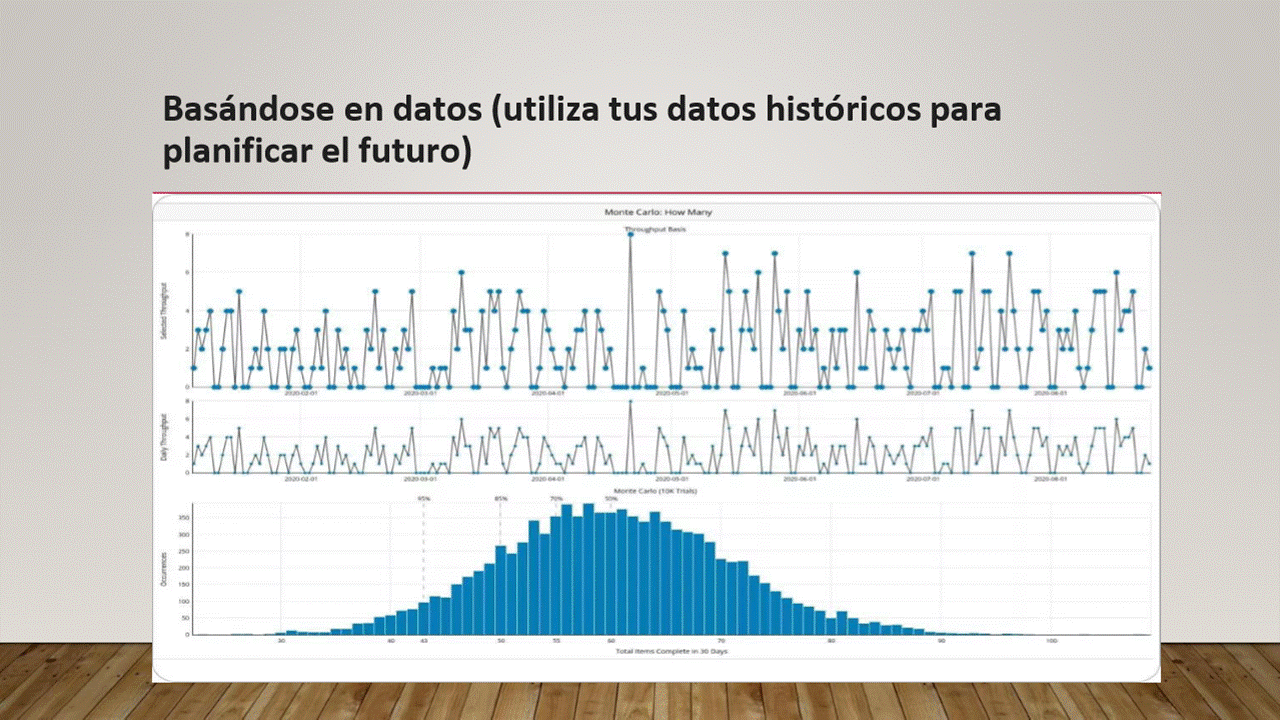 Basándose en datos (utiliza tus datos históricos para
planificar el futuro)
Monte Carlo: How Many
Throughput Basis
Selected Throughput
8
6
4
2
0
2020-02-01 2020-03-01 2020-04-01 2020-05-01 2020-06-01 2020-07-01 2020-08-01
Daily Throughput
8
6
4
2
0
2020-02-01 2020-03-01 2020-04-01 2020-05-01 2020-06-01 2020-07-01 2020-08-01
Monte Carlo (10K Trials)
95% 85% 70% 50%
Occurrences
350
300
250
200
150
100
50
0
30 40 43 50 55 60 70 80 90 100
Total Items Complete in 30 Days